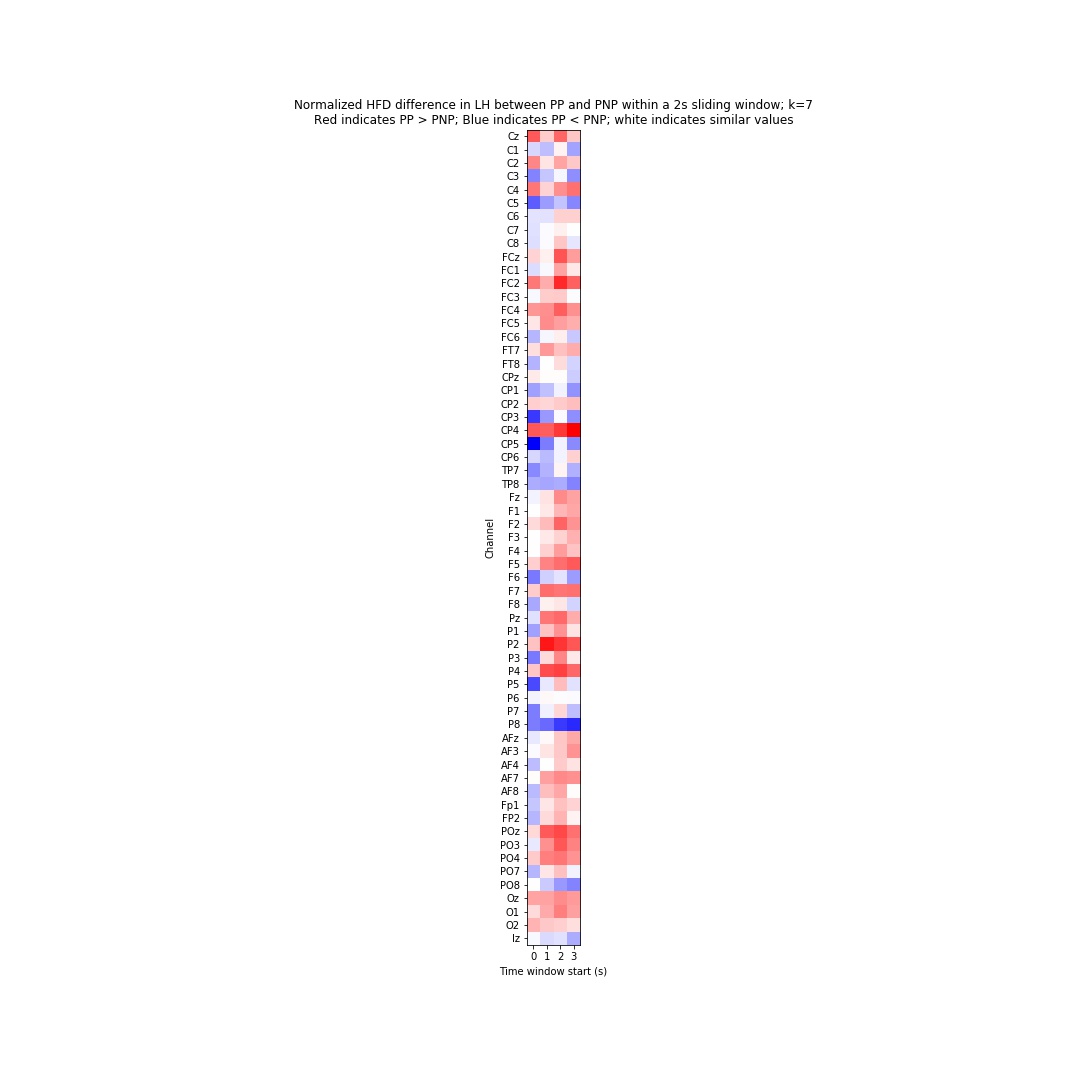 Normalized HFD difference in LH between PP and PNP within a 2s sliding window; k=7
Red indicates PP > PNP; Blue indicates PP < PNP; white indicates similar values
Cz
C1
C2
C3
C4
C5
C6
C7
C8
FCz
FC1
FC2
FC3
FC4
FC5
FC6
FT7
FT8
CPz
CP1
CP2
CP3
CP4
CP5
CP6
TP7
TP8
Fz
F1
F2
F3
F4
F5
F6
F7
F8
Pz
P1
P2
P3
P4
P5
P6
P7
P8
AFz
AF3
AF4
AF7
AF8
Fp1
FP2
POz
PO3
PO4
PO7
PO8
Oz
O1
O2
Iz
Channel
0 1 2 3
Time window start (s)